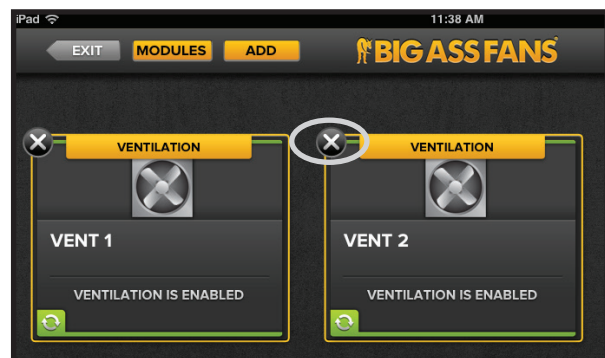 iPad 11:38 AM
EXIT MODULES ADD BIG ASS FANS
VENTILATION VENTILATION
VENT 1 VENT 2
VENTILATION IS ENABLED VENTILATION IS ENABLED